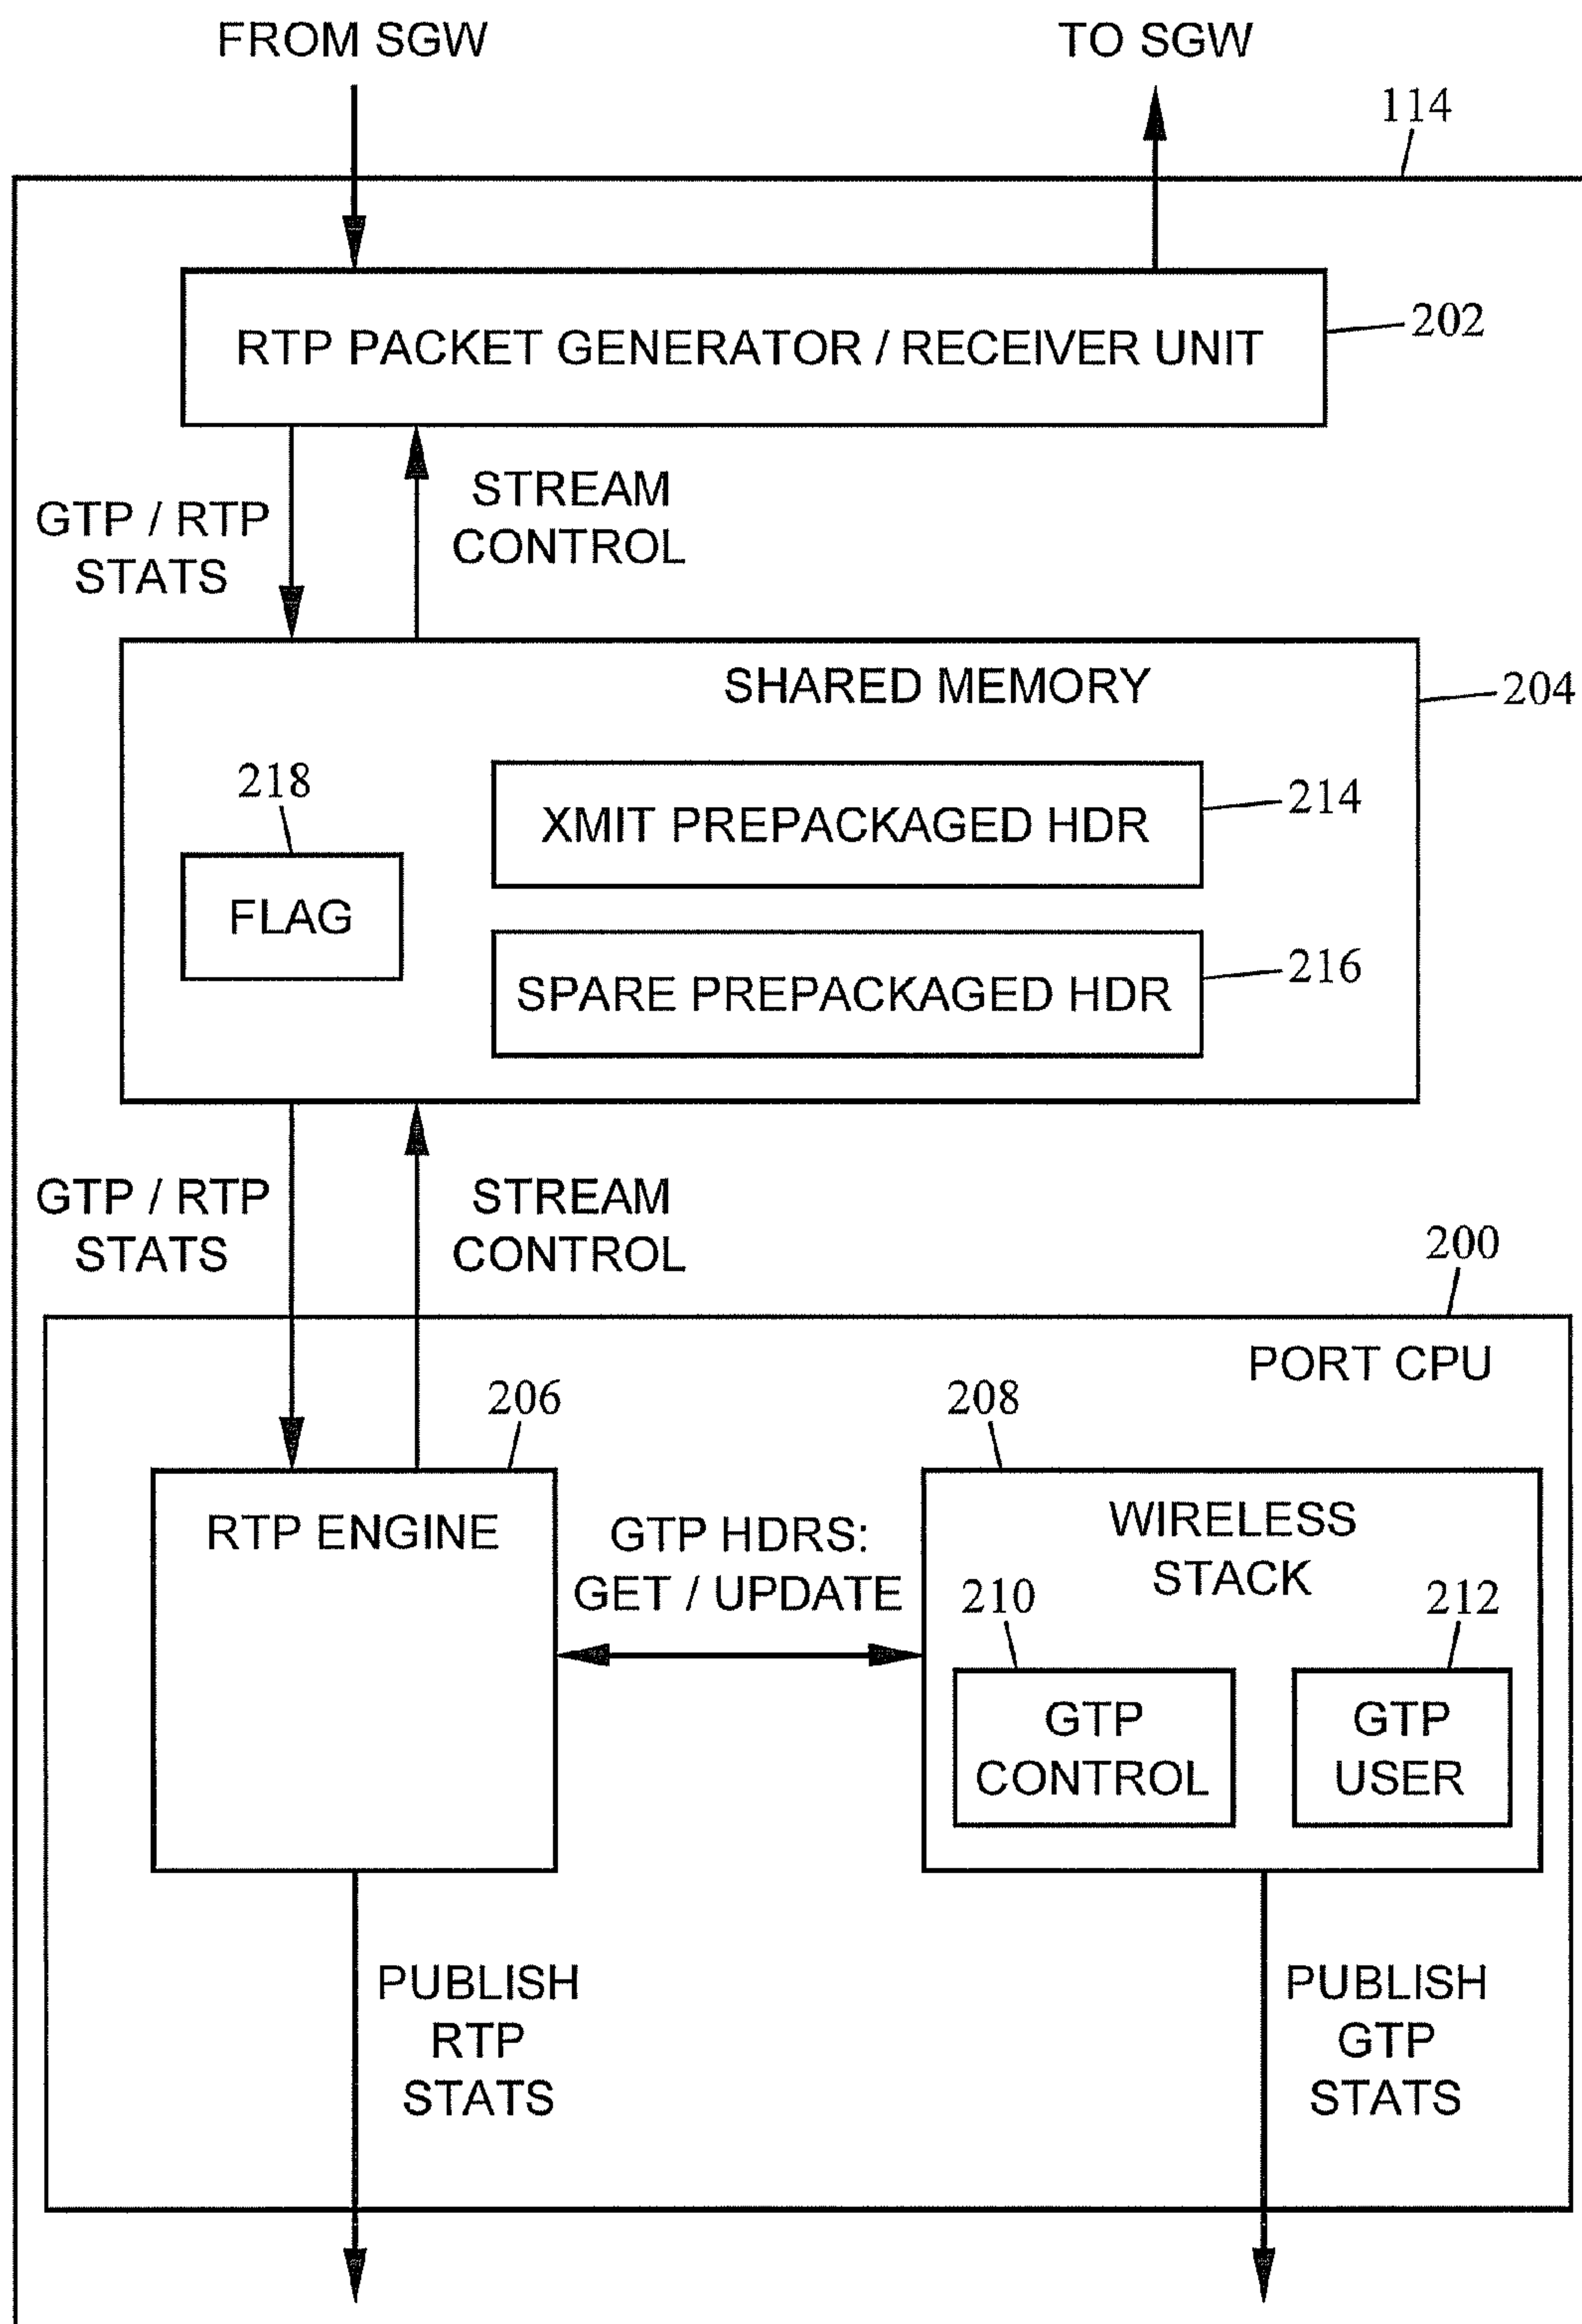 FROM SGW
TO SGW
114
RTP PACKET GENERATOR / RECEIVER UNIT
202
GTP / RTP
STATS
STREAM
CONTROL
SHARED MEMORY
204
218
FLAG
XMIT PREPACKAGED HDR
214
SPARE PREPACKAGED HDR
216
GTP / RTP
STATS
STREAM
CONTROL
200
PORT CPU
206
RTP ENGINE
GTP HDRS:
GET / UPDATE
208
WIRELESS
STACK
210
GTP
CONTROL
212
GTP
USER
PUBLISH
RTP
STATS
PUBLISH
GTP
STATS